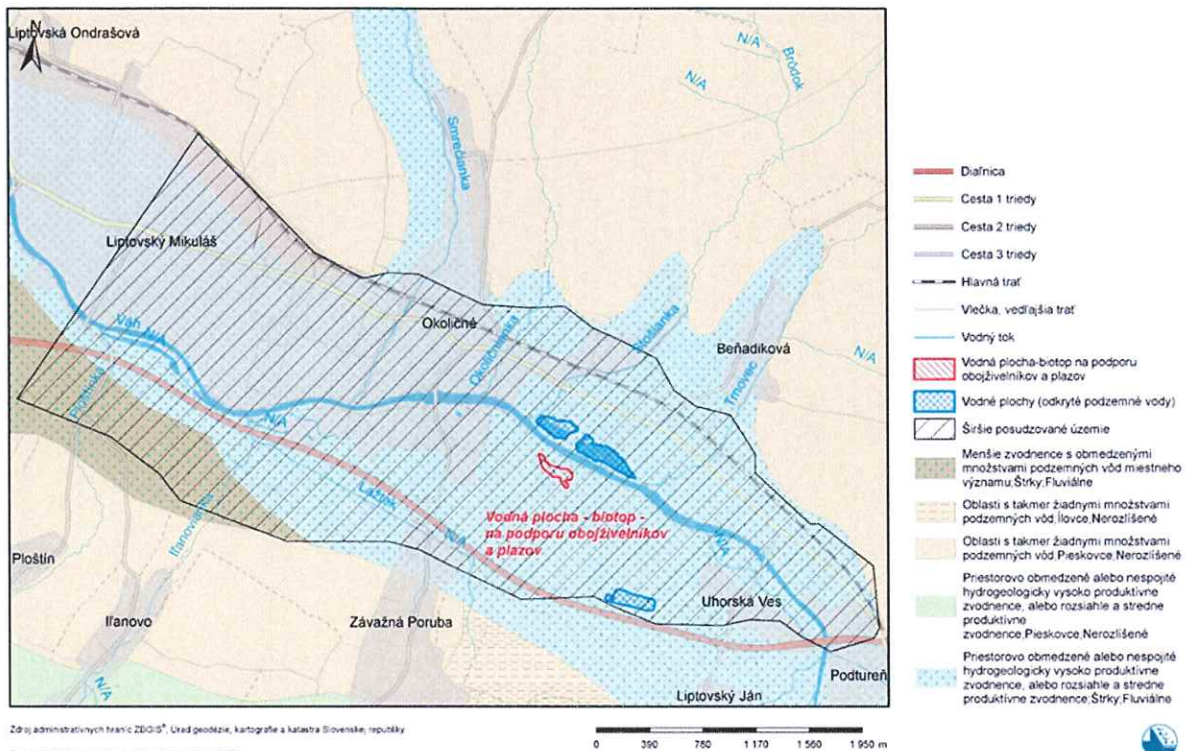 Liptovská Ondrašová
N
N/A
Brôdok
N/A
Smrečianka
Liptovský Mikuláš
Okoličné
Okoličnianka
Stošianka
Beňadiková
N/A
Trnovec
Váh N/A
Ploštínka
N/A
Lažtek
N/A
N/A
Vodná plocha - biotop -
na podporu obojživelníkov
a plazov
Iľanovianka
Ploštín
Iľanovo
Závažná Poruba
Uhorská Ves
N/A
Liptovský Ján
Podtureň
Diaľnica
Cesta 1 triedy
Cesta 2 triedy
Cesta 3 triedy
Hlavná trať
Vlečka, vedľajšia trať
Vodný tok
Vodná plocha-biotop na podporu
obojživelníkov a plazov
Vodné plochy (odkryté podzemné vody)
Širšie posudzované územie
Menšie zvodnence s obmedzenými
množstvami podzemných vôd miestneho
významu;Štrky;Fluviálne
Oblasti s takmer žiadnymi množstvami
podzemných vôd;Ílovce;Nerozlíšené
Oblasti s takmer žiadnymi množstvami
podzemných vôd;Pieskovce;Nerozlíšené
Priestorovo obmedzené alebo nespojité
hydrogeologicky vysoko produktívne
zvodnence, alebo rozsiahle a stredne
produktívne
zvodnence;Pieskovce;Nerozlíšené
Priestorovo obmedzené alebo nespojité
hydrogeologicky vysoko produktívne
zvodnence, alebo rozsiahle a stredne
produktívne zvodnence;Štrky;Fluviálne
Zdroj administratívnych hraníc ZBGIS®, Úrad geodézie, kartografie a katastra Slovenskej republiky
0 390 780 1 170 1 560 1 950 m